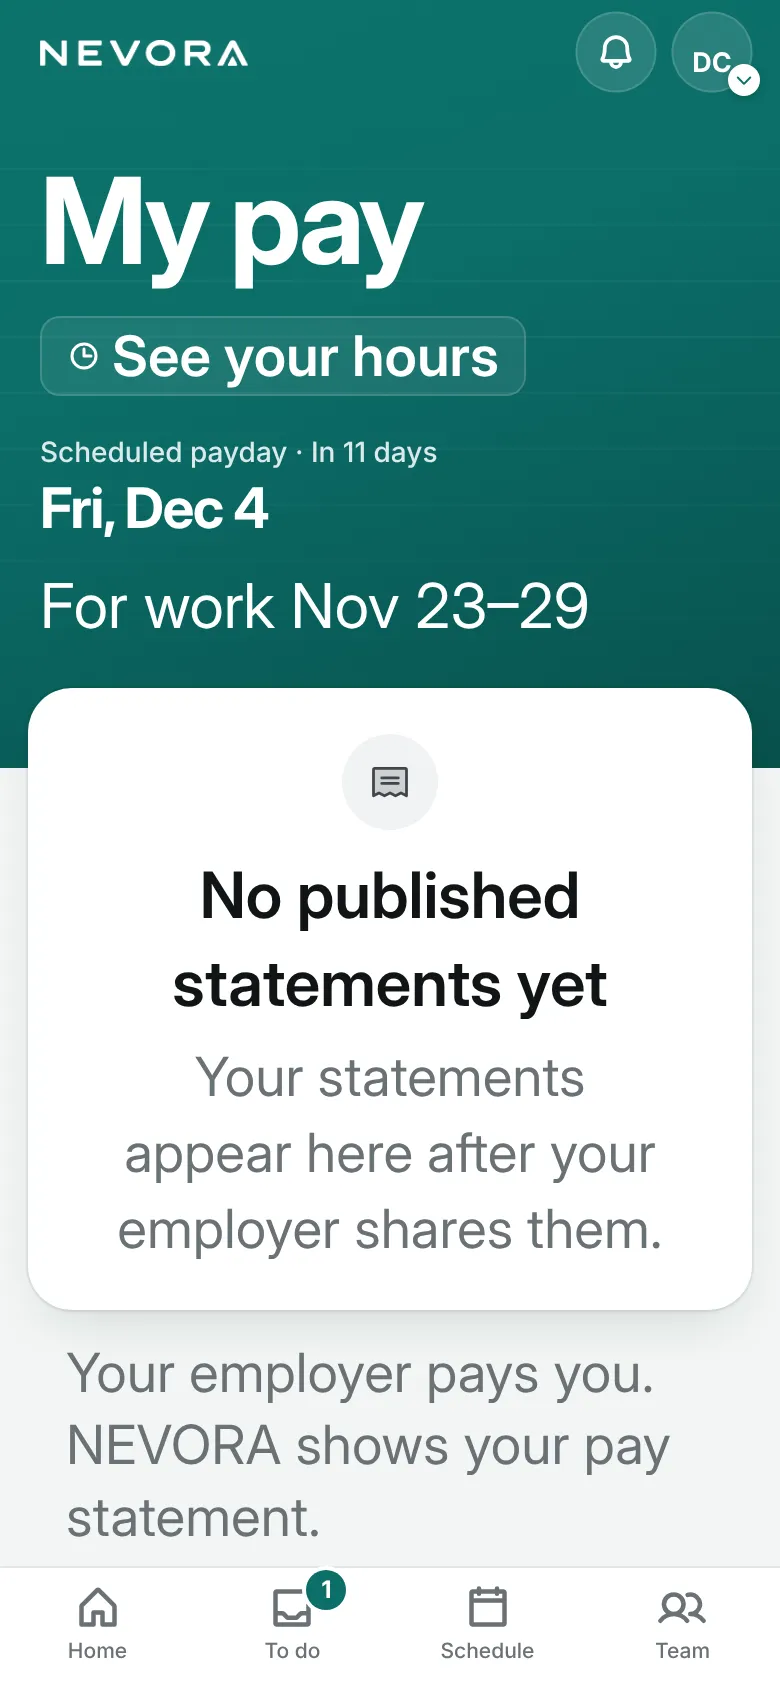 NEVORA
DC
My pay
See your hours
Scheduled payday · In 11 days
Fri, Dec 4
For work Nov 23–29
No published
statements yet
Your statements
appear here after your
employer shares them.
Your employer pays you.
NEVORA shows your pay
statement.
1
Home
To do
Schedule
Team